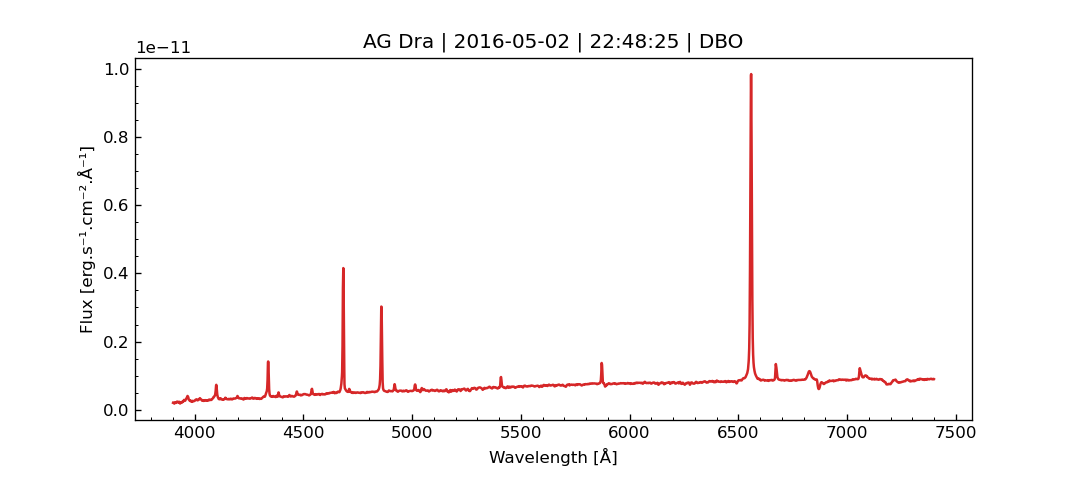 AG Dra | 2016-05-02 | 22:48:25 | DBO
1e−11
1.0
0.8
0.6
0.4
0.2
0.0
Flux [erg.s⁻¹.cm⁻².Å⁻¹]
4000 4500 5000 5500 6000 6500 7000 7500
Wavelength [Å]